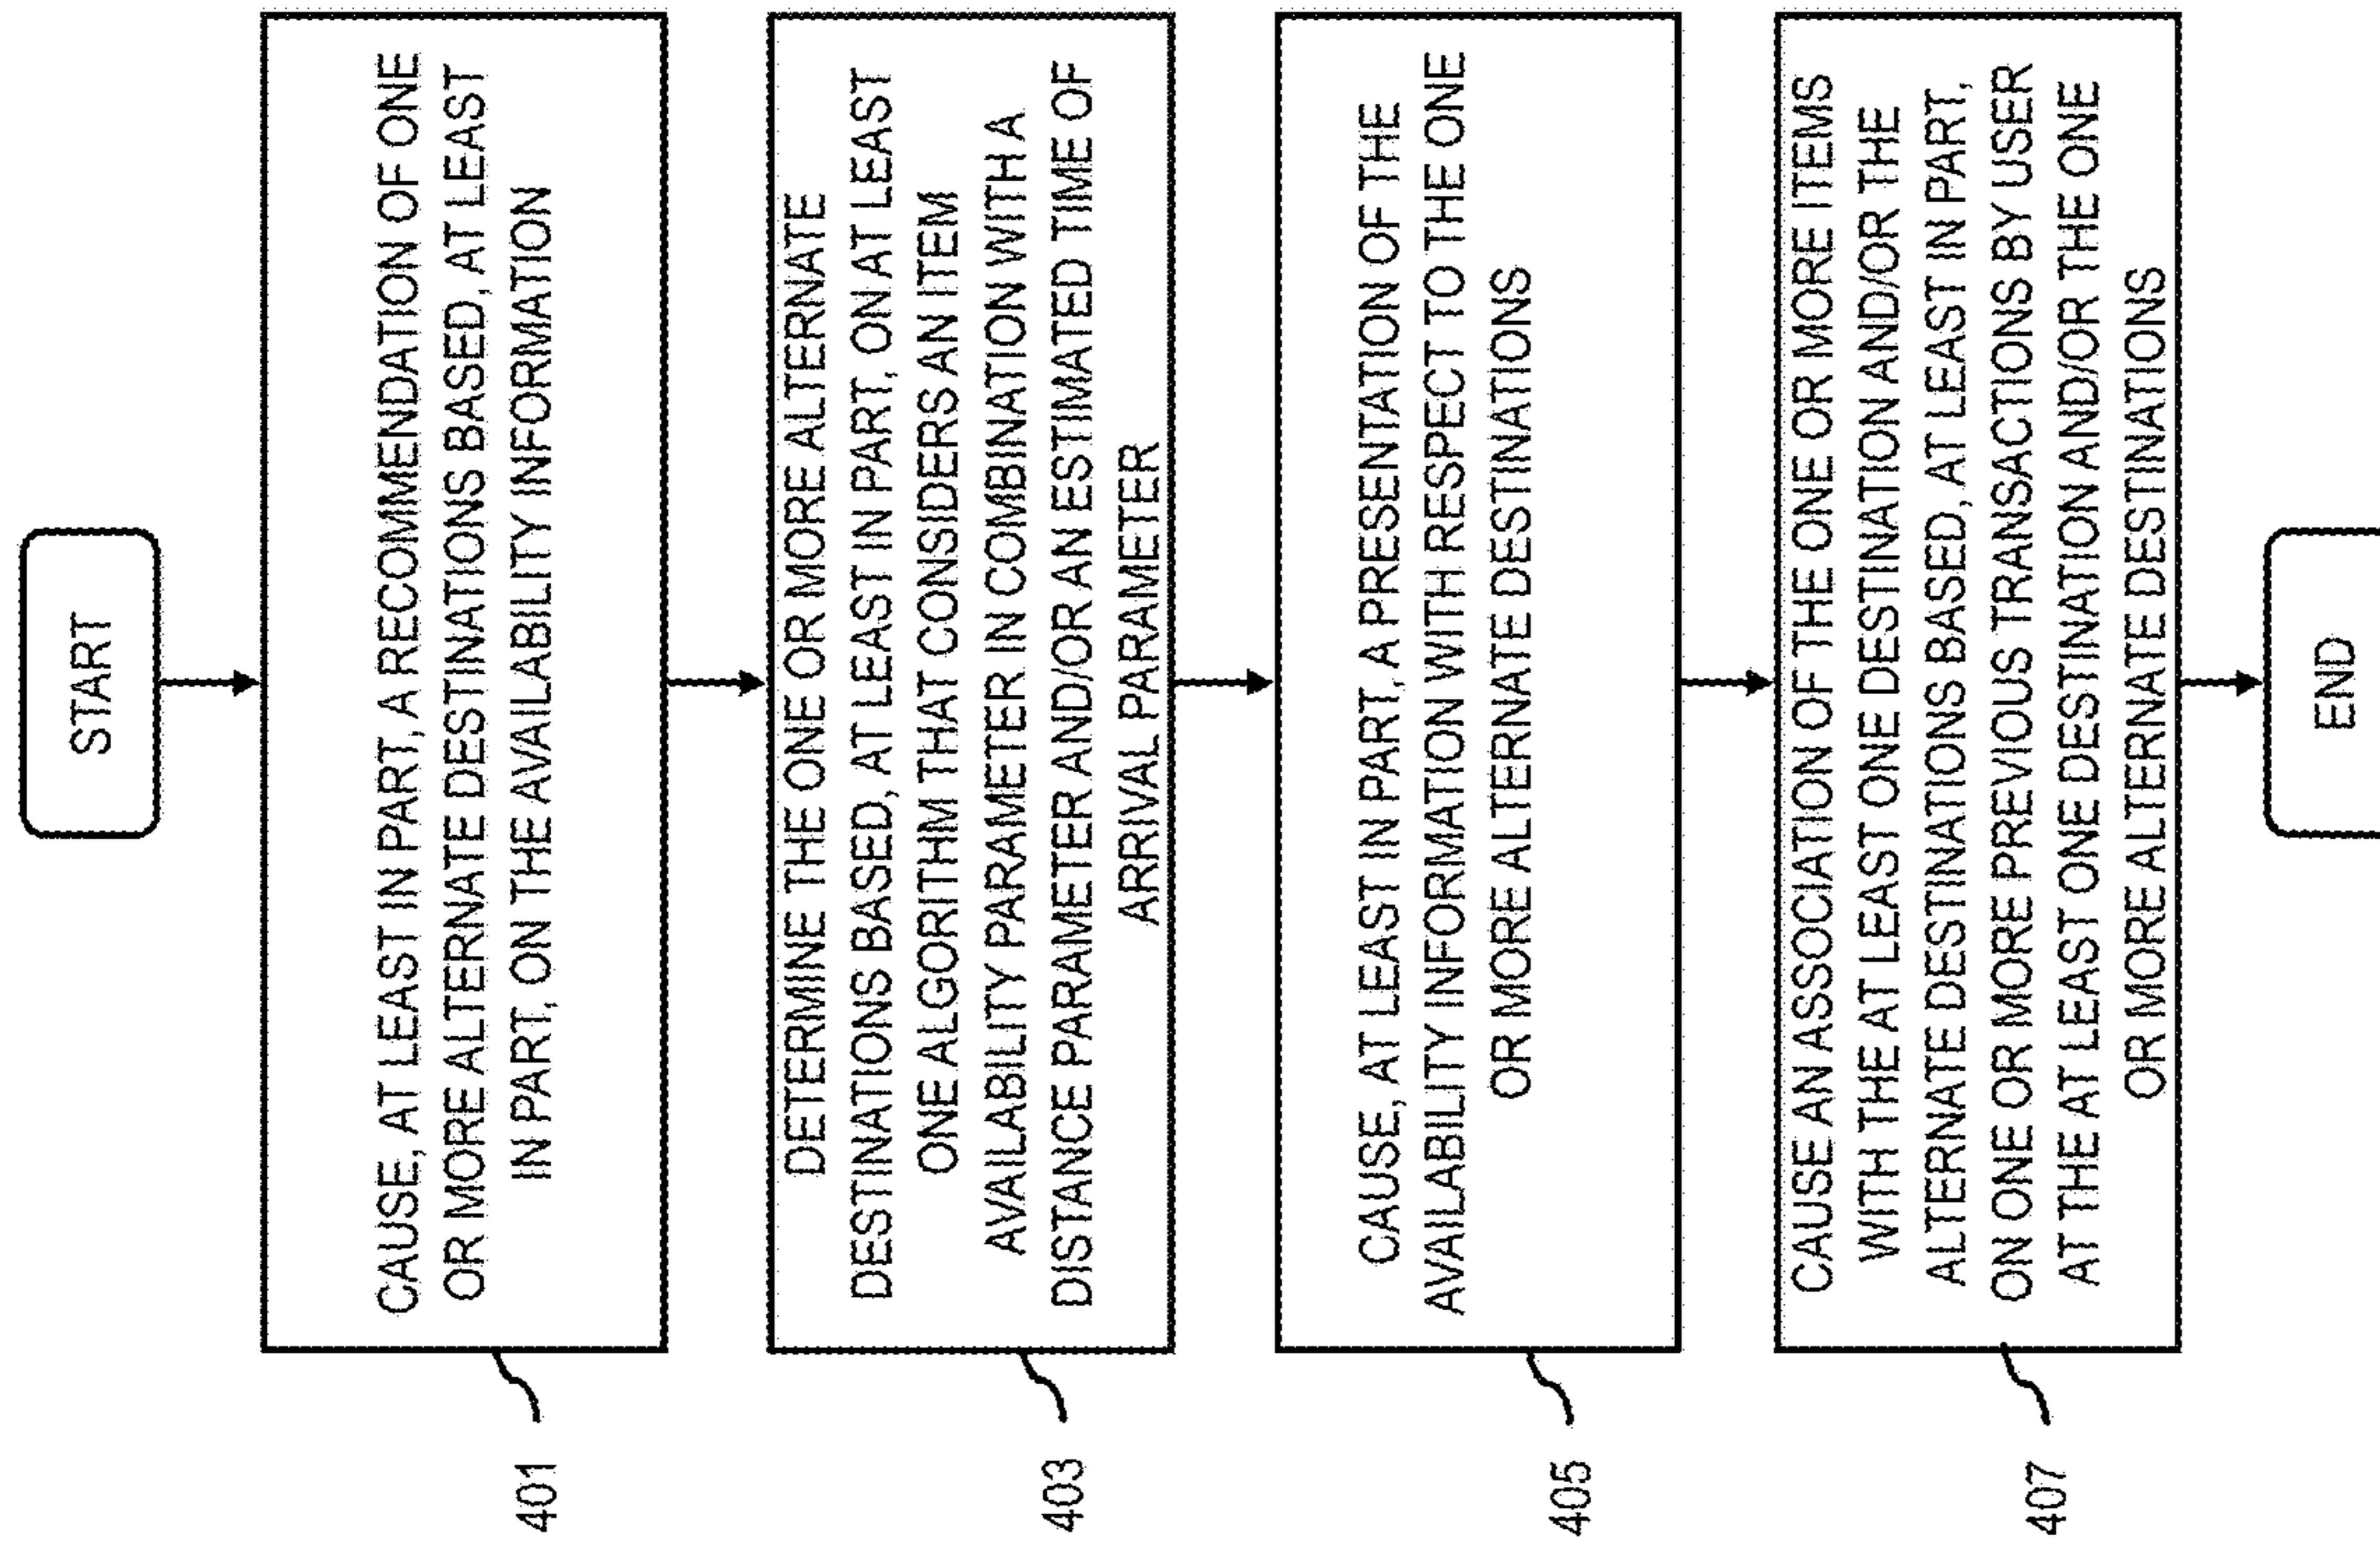 START
CAUSE, AT LEAST IN PART, A RECOMMENDATION OF ONE
OR MORE ALTERNATE DESTINATIONS BASED, AT LEAST
IN PART, ON THE AVAILABILITY INFORMATION
401
DETERMINE THE ONE OR MORE ALTERNATE
DESTINATIONS BASED, AT LEAST IN PART, ON AT LEAST
ONE ALGORITHM THAT CONSIDERS AN ITEM
AVAILABILITY PARAMETER IN COMBINATION WITH A
DISTANCE PARAMETER AND/OR AN ESTIMATED TIME OF
ARRIVAL PARAMETER
403
CAUSE, AT LEAST IN PART, A PRESENTATION OF THE
AVAILABILITY INFORMATION WITH RESPECT TO THE ONE
OR MORE ALTERNATE DESTINATIONS
405
CAUSE AN ASSOCIATION OF THE ONE OR MORE ITEMS
WITH THE AT LEAST ONE DESTINATION AND/OR THE
ALTERNATE DESTINATIONS BASED, AT LEAST IN PART,
ON ONE OR MORE PREVIOUS TRANSACTIONS BY USER
AT THE AT LEAST ONE DESTINATION AND/OR THE ONE
OR MORE ALTERNATE DESTINATIONS
407
END